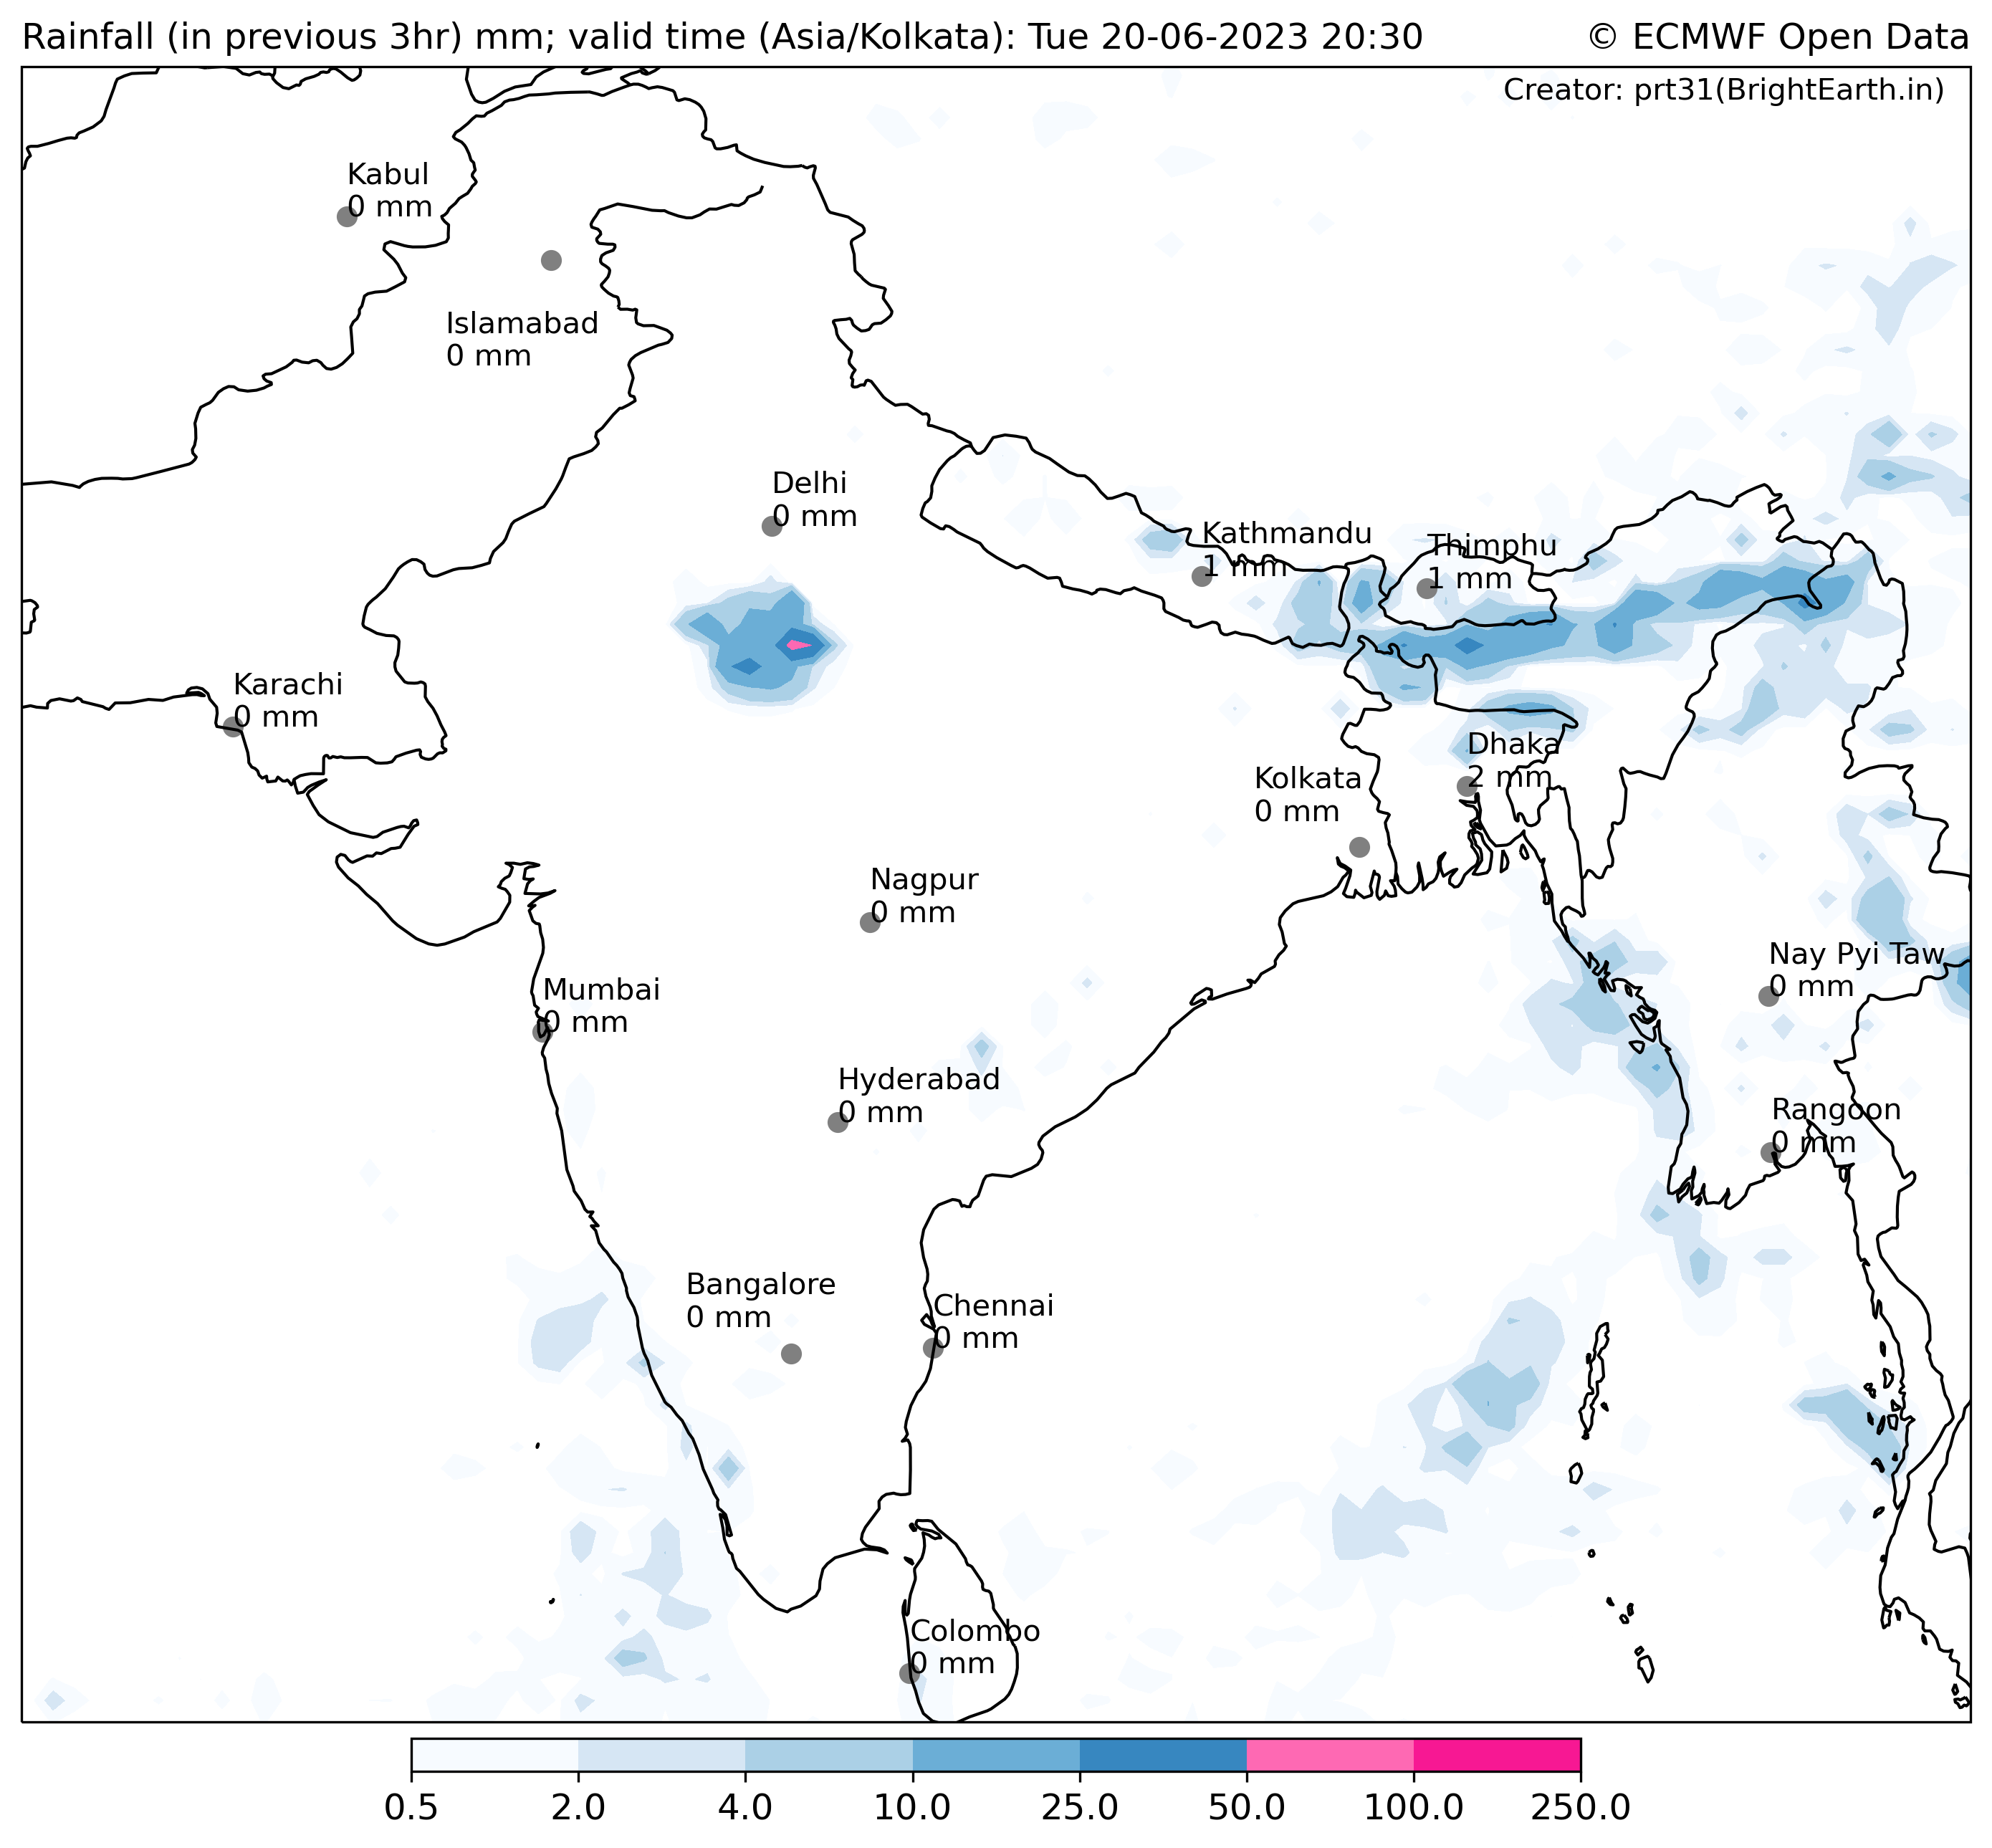 Rainfall (in previous 3hr) mm; valid time (Asia/Kolkata): Tue 20-06-2023 20:30
© ECMWF Open Data
Creator: prt31(BrightEarth.in)
Kabul
0 mm
Islamabad
0 mm
Delhi
0 mm
Kathmandu
1 mm
Thimphu
1 mm
Karachi
0 mm
Dhaka
2 mm
Kolkata
0 mm
Nagpur
0 mm
Nay Pyi Taw
0 mm
Mumbai
0 mm
Hyderabad
0 mm
Rangoon
0 mm
Bangalore
0 mm
Chennai
0 mm
Colombo
0 mm
0.5 2.0 4.0 10.0 25.0 50.0 100.0 250.0